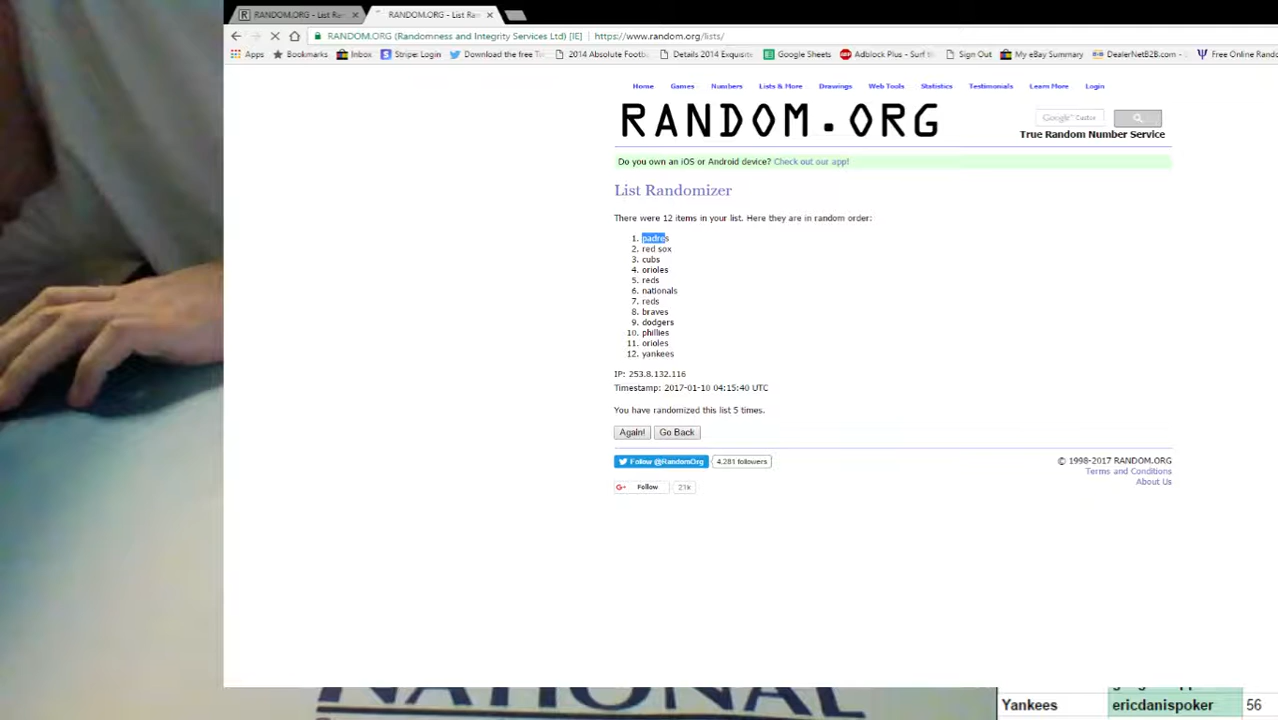 RANDOM.ORG - List Ra
RANDOM.ORG - List Ra
RANDOM.ORG (Randomness and Integrity Services Ltd) [IE]
https://www.random.org/lists/
Apps
Bookmarks
Inbox
Stripe: Login
Download the free Tw
2014 Absolute Footb
Details 2014 Exquisite
Google Sheets
Adblock Plus - Surf t
Sign Out
My eBay Summary
DealerNetB2B.com -
Free Online Rand
Home Games Numbers Lists & More Drawings Web Tools Statistics Testimonials Learn More Login
RANDOM.ORG
Google™ Custor
True Random Number Service
Do you own an iOS or Android device? Check out our app!
List Randomizer
There were 12 items in your list. Here they are in random order:
1. padres
2. red sox
3. cubs
4. orioles
5. reds
6. nationals
7. reds
8. braves
9. dodgers
10. phillies
11. orioles
12. yankees
IP: 253.8.132.116
Timestamp: 2017-01-10 04:15:40 UTC
You have randomized this list 5 times.
Again! Go Back
Follow @RandomOrg 4,281 followers
Follow 21k
© 1998-2017 RANDOM.ORG
Terms and Conditions
About Us
NATIONAL
Yankees ericdanispoker 56